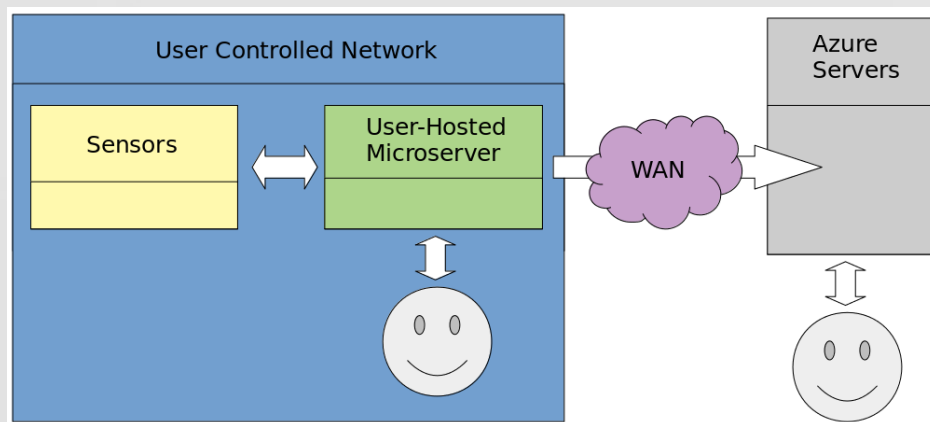 User Controlled Network
Azure
Servers
Sensors
User-Hosted
Microserver
WAN